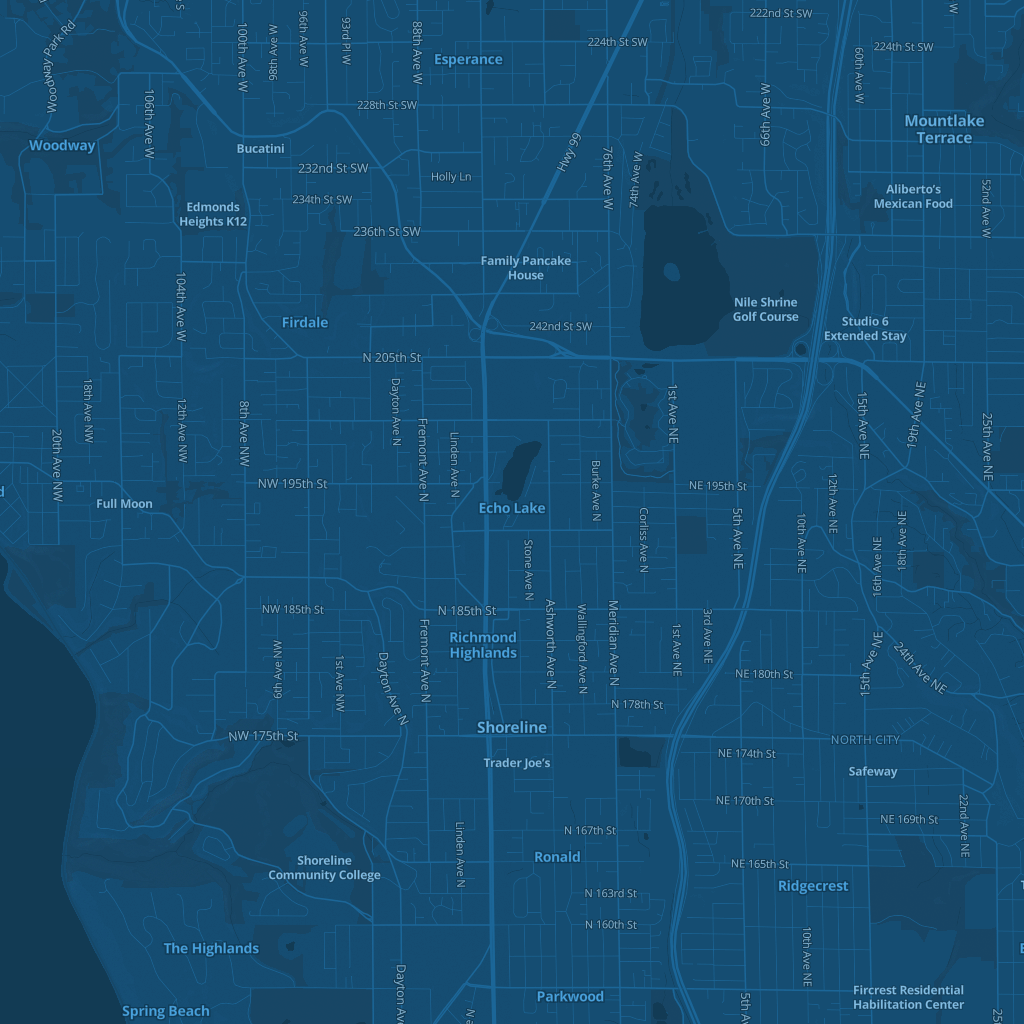 222nd St SW
Woodway Park Rd
100th Ave W
98th Ave W
96th Ave W
93rd Pl W
88th Ave W
224th St SW
224th St SW
60th Ave W
Esperance
106th Ave W
228th St SW
66th Ave W
Mountlake
Terrace
Woodway
Bucatini
Hwy 99
76th Ave W
74th Ave W
232nd St SW
Holly Ln
234th St SW
Edmonds
Heights K12
Aliberto's
Mexican Food
52nd Ave W
236th St SW
Family Pancake
House
104th Ave W
Nile Shrine
Golf Course
Firdale
242nd St SW
Studio 6
Extended Stay
N 205th St
18th Ave NW
12th Ave NW
8th Ave NW
20th Ave NW
Dayton Ave N
Fremont Ave N
Linden Ave N
1st Ave NE
15th Ave NE
19th Ave NE
25th Ave NE
NW 195th St
Burke Ave N
NE 195th St
Full Moon
Echo Lake
Corliss Ave N
5th Ave NE
10th Ave NE
12th Ave NE
16th Ave NE
18th Ave NE
Stone Ave N
NW 185th St
N 185th St
Ashworth Ave N
Wallingford Ave N
Meridian Ave N
1st Ave NE
3rd Ave NE
Richmond
Highlands
6th Ave NW
1st Ave NW
Dayton Ave N
Fremont Ave N
15th Ave NE
24th Ave NE
NE 180th St
N 178th St
Shoreline
NW 175th St
NORTH CITY
NE 174th St
Trader Joe's
Safeway
NE 170th St
NE 169th St
22nd Ave NE
Linden Ave N
N 167th St
Ronald
Shoreline
Community College
NE 165th St
Ridgecrest
N 163rd St
N 160th St
The Highlands
10th Ave NE
Dayton Ave
Parkwood
Fircrest Residential
Habilitation Center
Spring Beach
5th Av